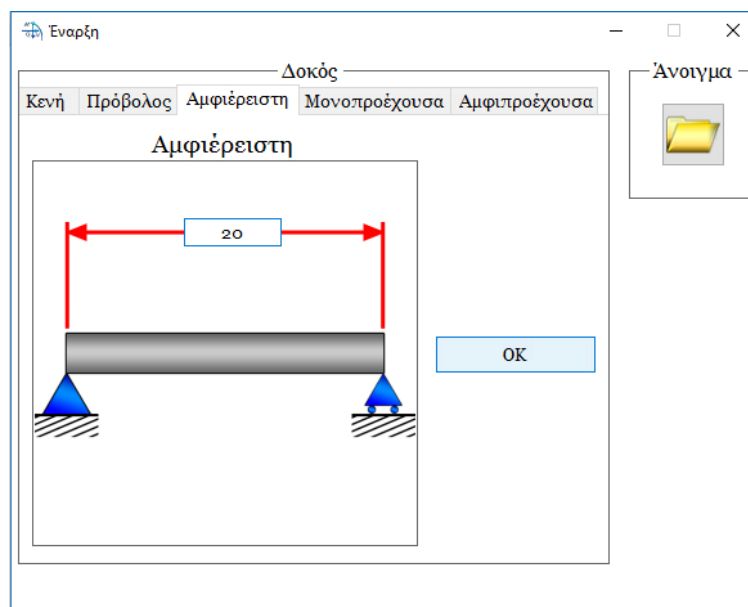 Έναρξη
Δοκός
Άνοιγμα
Κενή Πρόβολος Αμφιέρειστη Μονοπροέχουσα Αμφιπροέχουσα
Αμφιέρειστη
20
OK